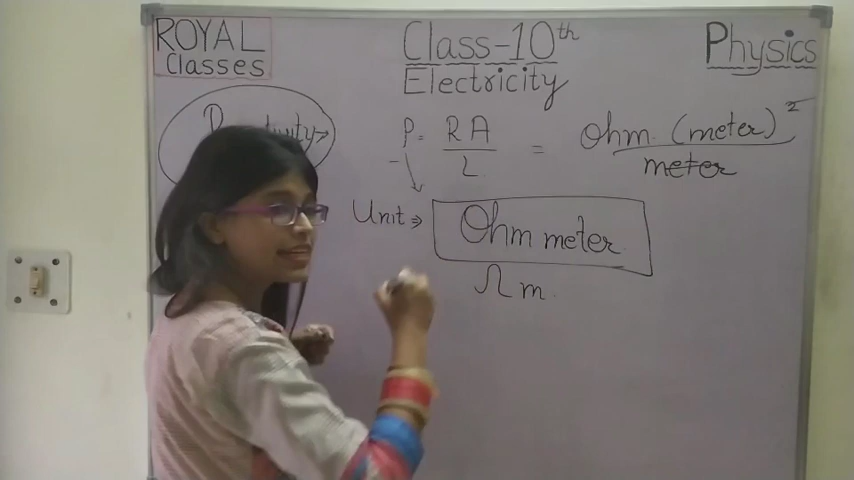 ROYAL
Classes
Class-10th
Electricity
Physics
ρ = RA / L = Ohm (meter)² / meter
Unit ⇒ Ohm meter
Ω m